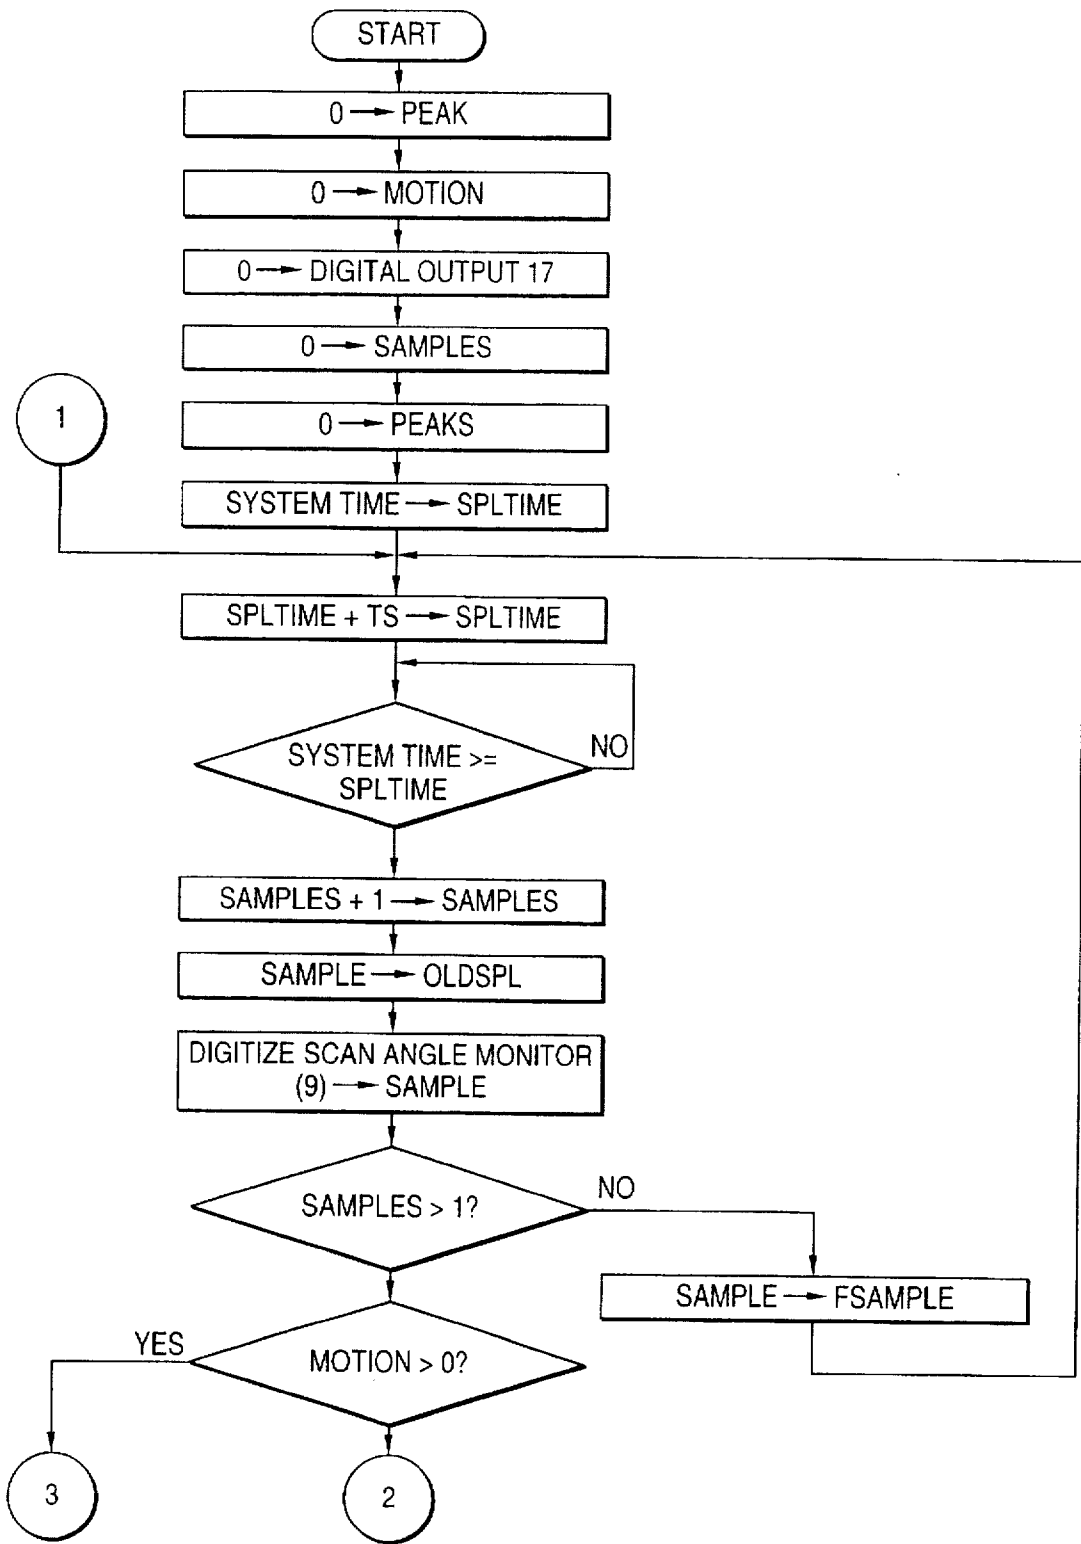 START
0 → PEAK
0 → MOTION
0 → DIGITAL OUTPUT 17
0 → SAMPLES
1
0 → PEAKS
SYSTEM TIME → SPLTIME
SPLTIME + TS → SPLTIME
SYSTEM TIME >=
SPLTIME
NO
SAMPLES + 1 → SAMPLES
SAMPLE → OLDSPL
DIGITIZE SCAN ANGLE MONITOR
(9) → SAMPLE
SAMPLES > 1?
NO
SAMPLE → FSAMPLE
YES
MOTION > 0?
3
2